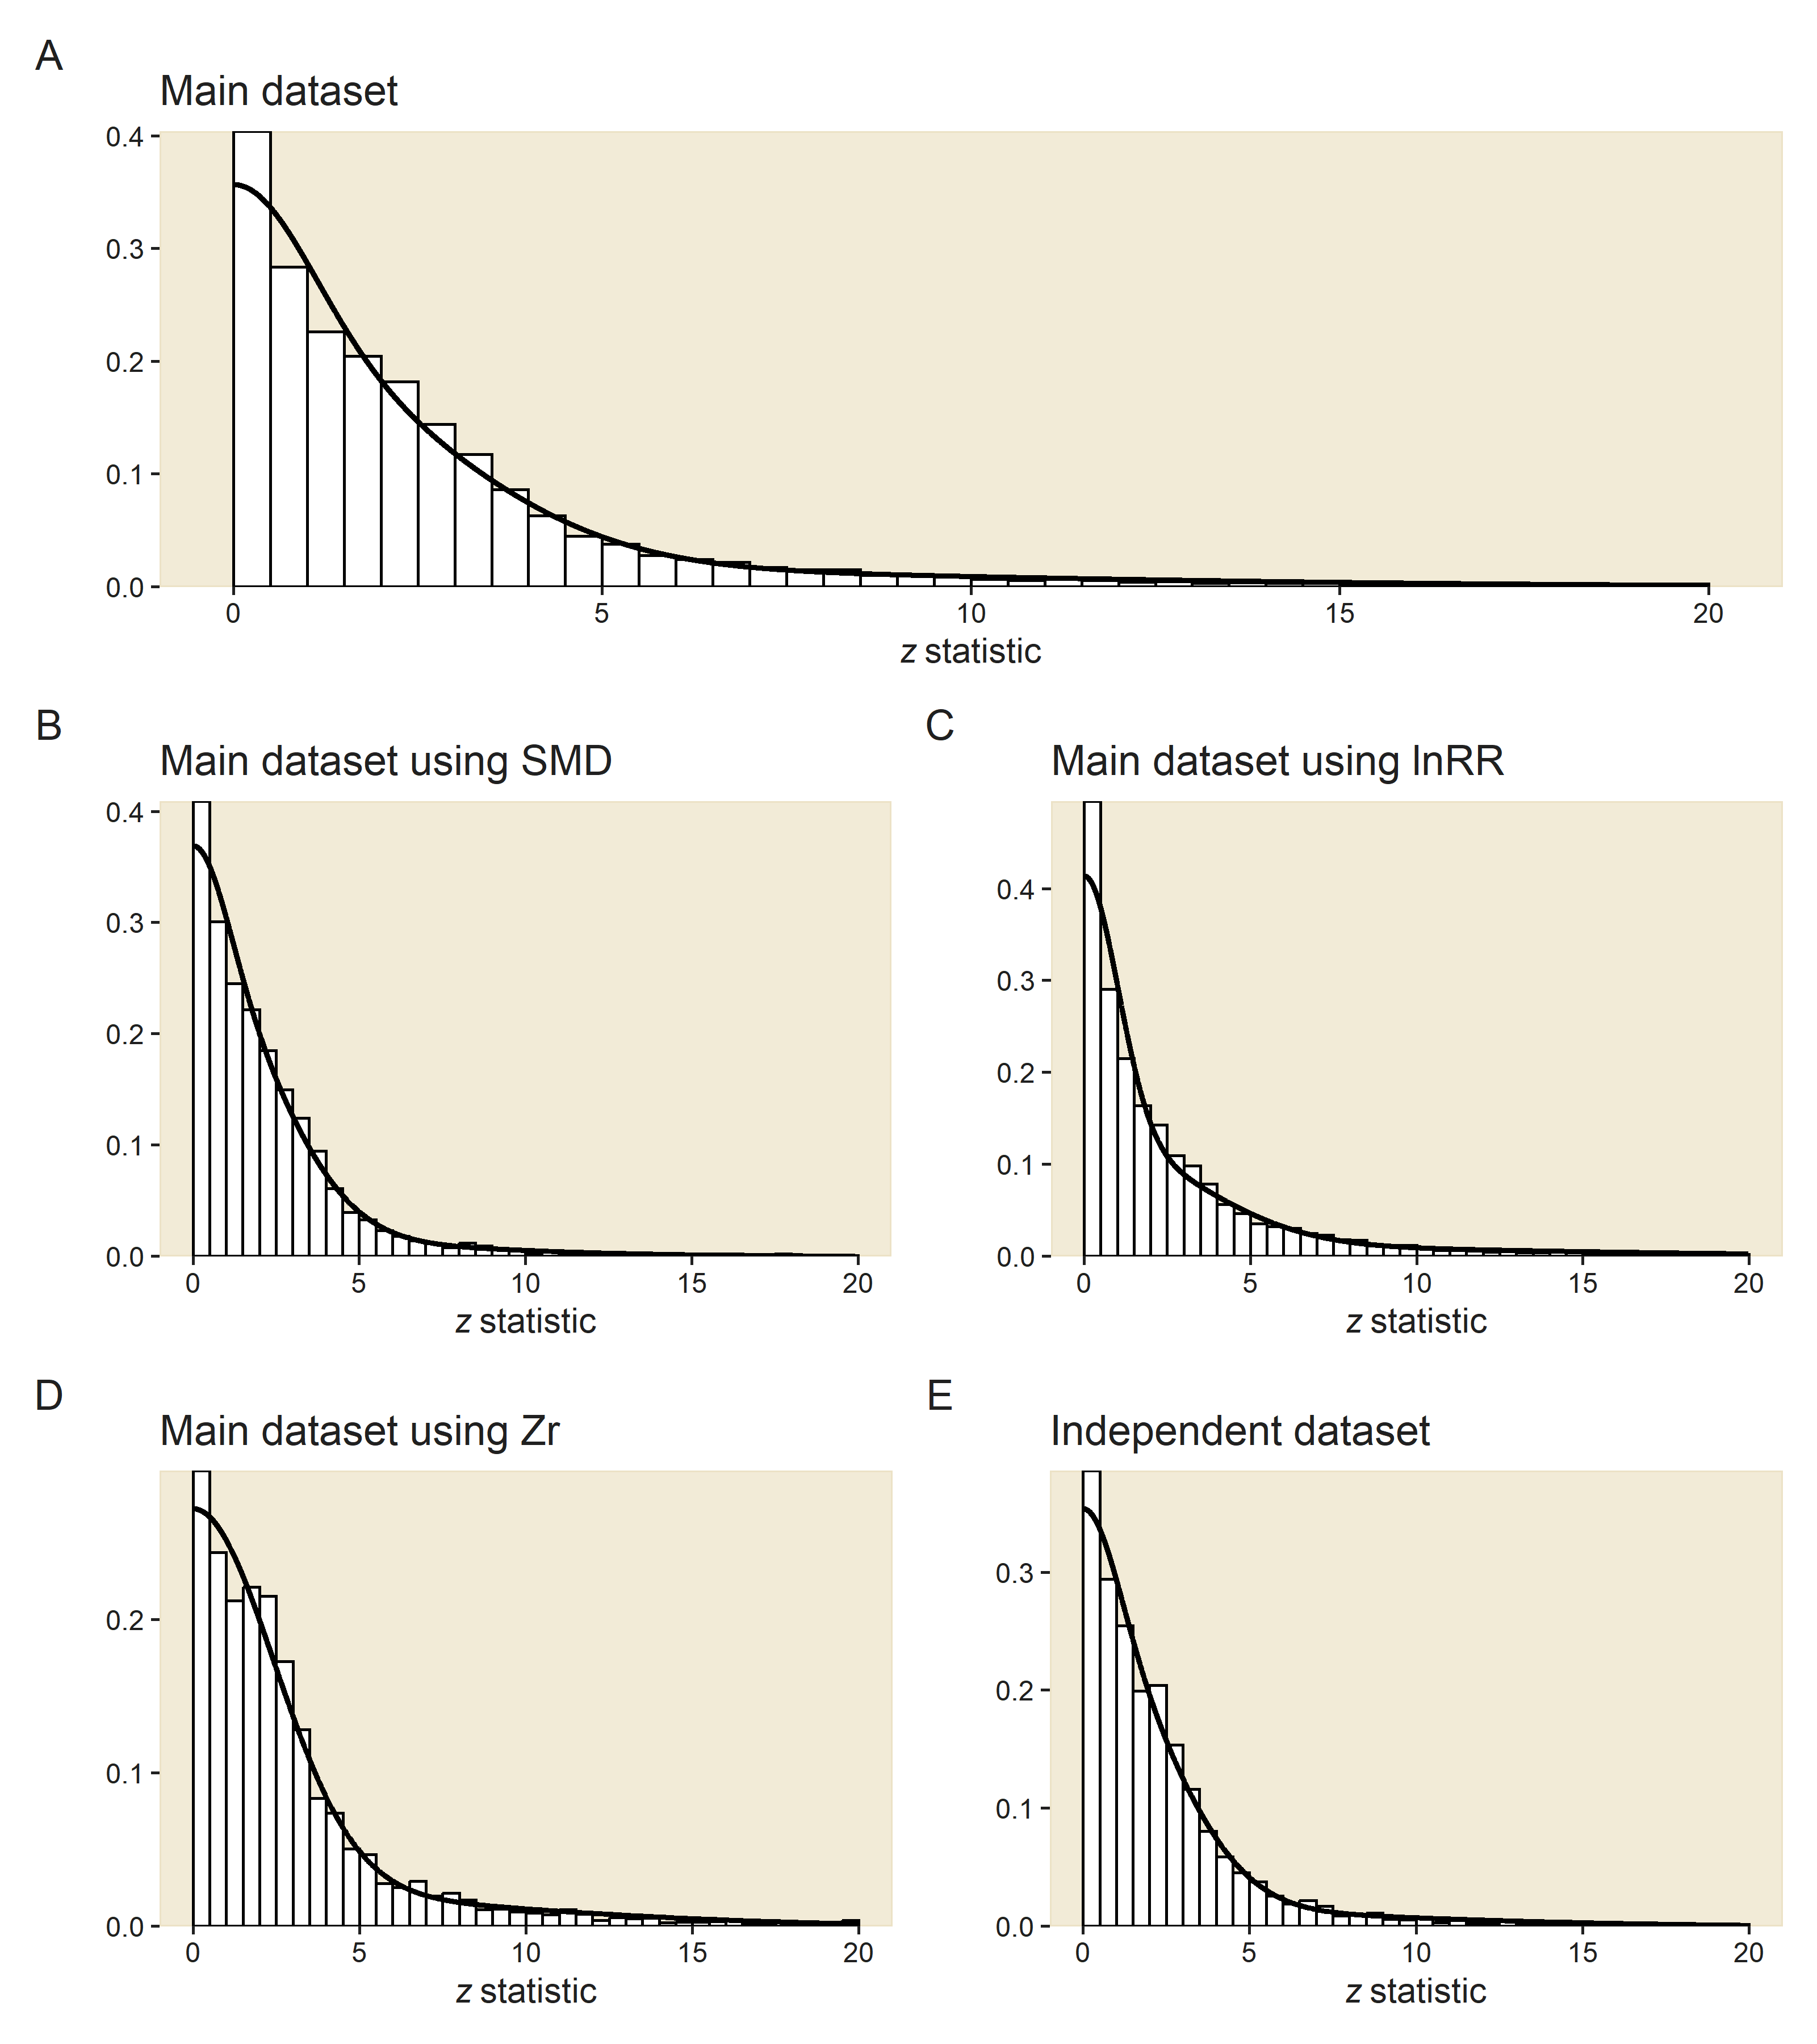 A
Main dataset
0.4
0.3
0.2
0.1
0.0
0 5 10 15 20
z statistic
B
Main dataset using SMD
0.4
0.3
0.2
0.1
0.0
0 5 10 15 20
z statistic
C
Main dataset using lnRR
0.4
0.3
0.2
0.1
0.0
0 5 10 15 20
z statistic
D
Main dataset using Zr
0.2
0.1
0.0
0 5 10 15 20
z statistic
E
Independent dataset
0.3
0.2
0.1
0.0
0 5 10 15 20
z statistic